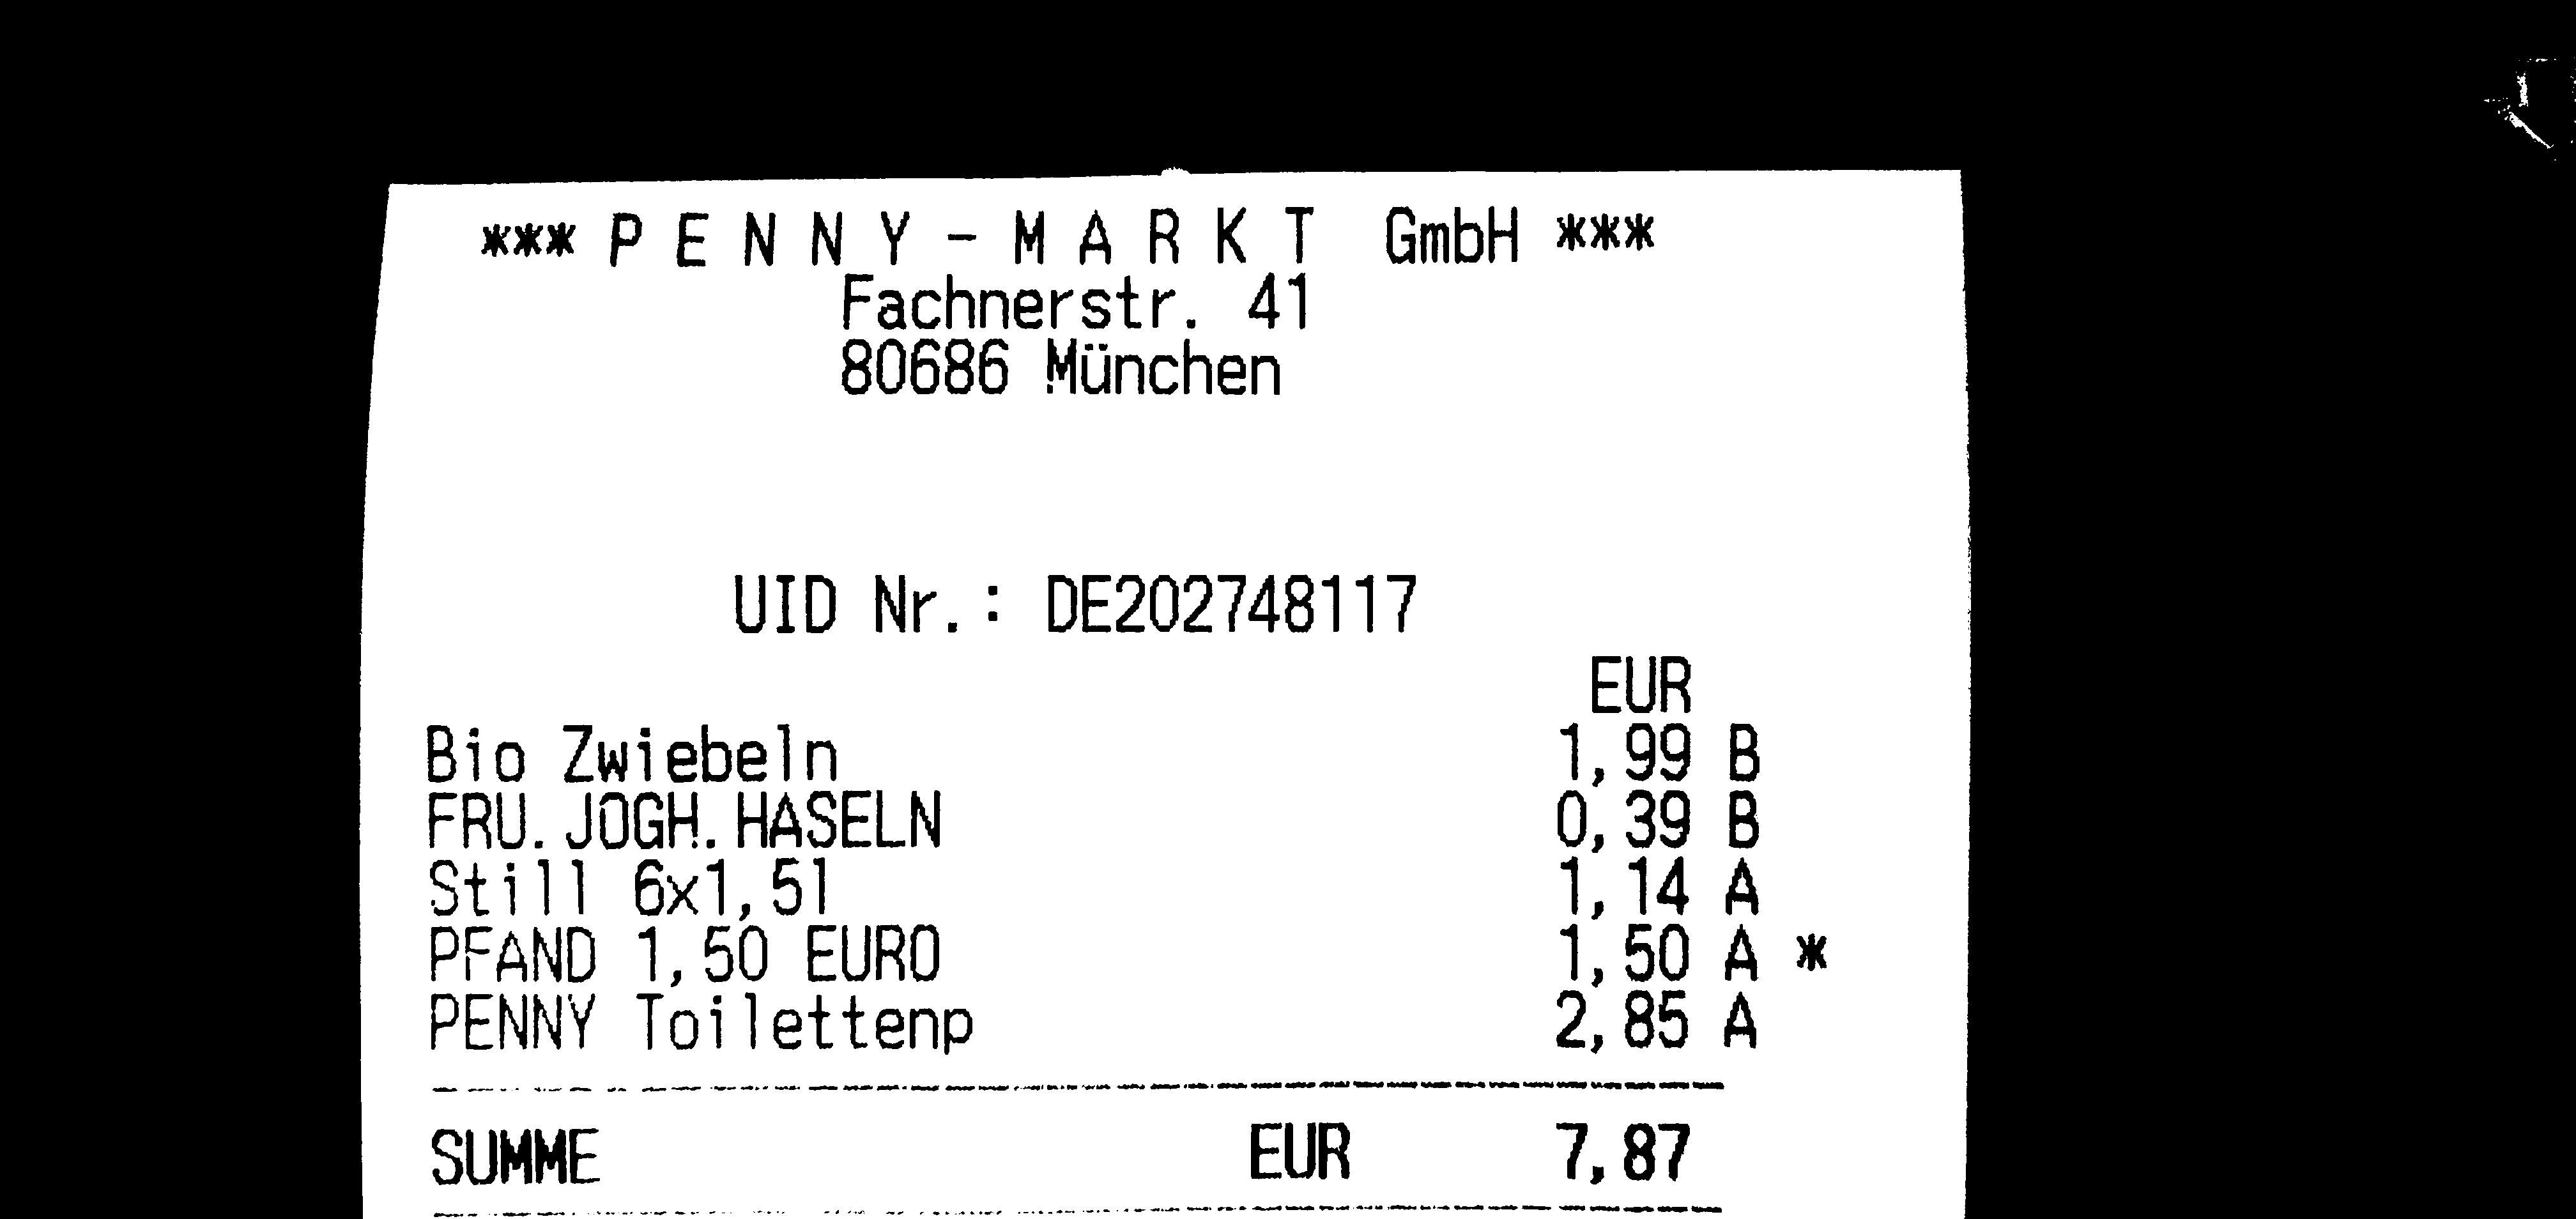 *** P E N N Y - M A R K T GmbH ***
Fachnerstr. 41
80686 München
UID Nr.: DE202748117
EUR
Bio Zwiebeln 1,99 B
FRU.JOGH.HASELN 0,39 B
Still 6x1,5l 1,14 A
PFAND 1,50 EURO 1,50 A *
PENNY Toilettenp 2,85 A
SUMME EUR 7,87